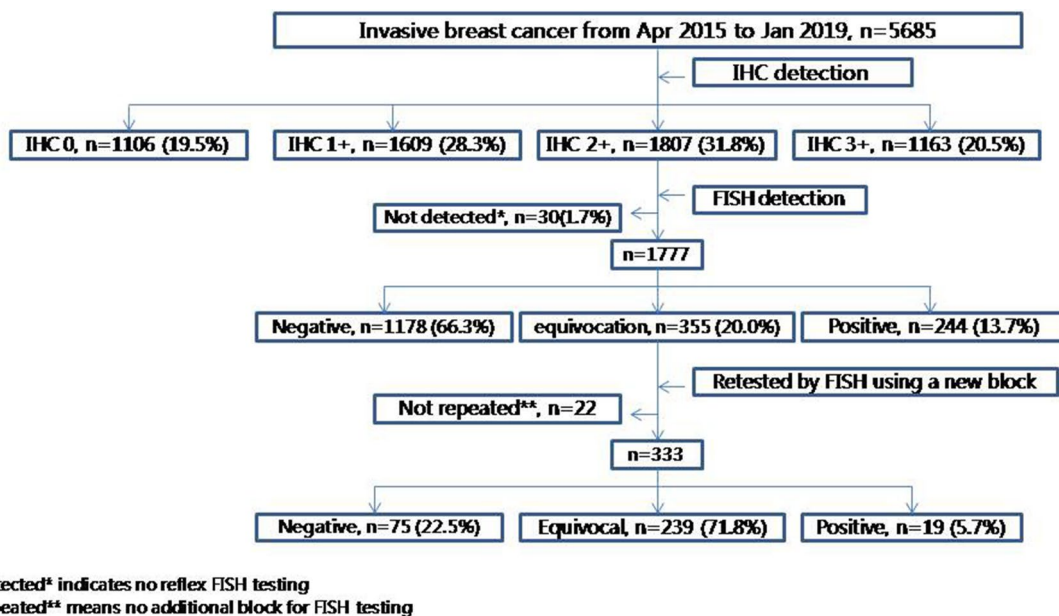 Invasive breast cancer from Apr 2015 to Jan 2019, n=5685
IHC detection
IHC 0, n=1106 (19.5%)
IHC 1+, n=1609 (28.3%)
IHC 2+, n=1807 (31.8%)
IHC 3+, n=1163 (20.5%)
FISH detection
Not detected*, n=30(1.7%)
n=1777
Negative, n=1178 (66.3%)
equivocation, n=355 (20.0%)
Positive, n=244 (13.7%)
Retested by FISH using a new block
Not repeated**, n=22
n=333
Negative, n=75 (22.5%)
Equivocal, n=239 (71.8%)
Positive, n=19 (5.7%)
tected* indicates no reflex FISH testing
peated** means no additional block for FISH testing